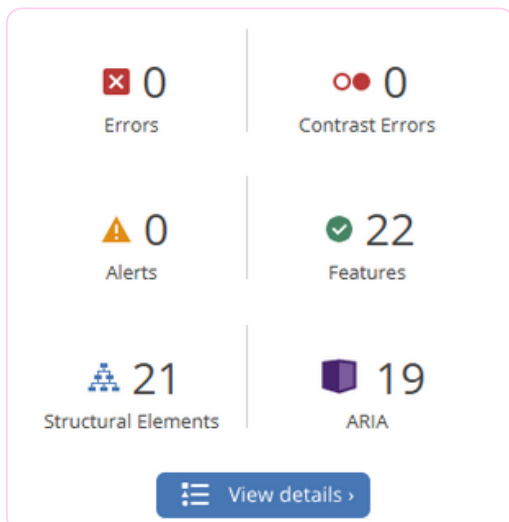 0
Errors
0
Contrast Errors
0
Alerts
22
Features
21
Structural Elements
19
ARIA
View details ›